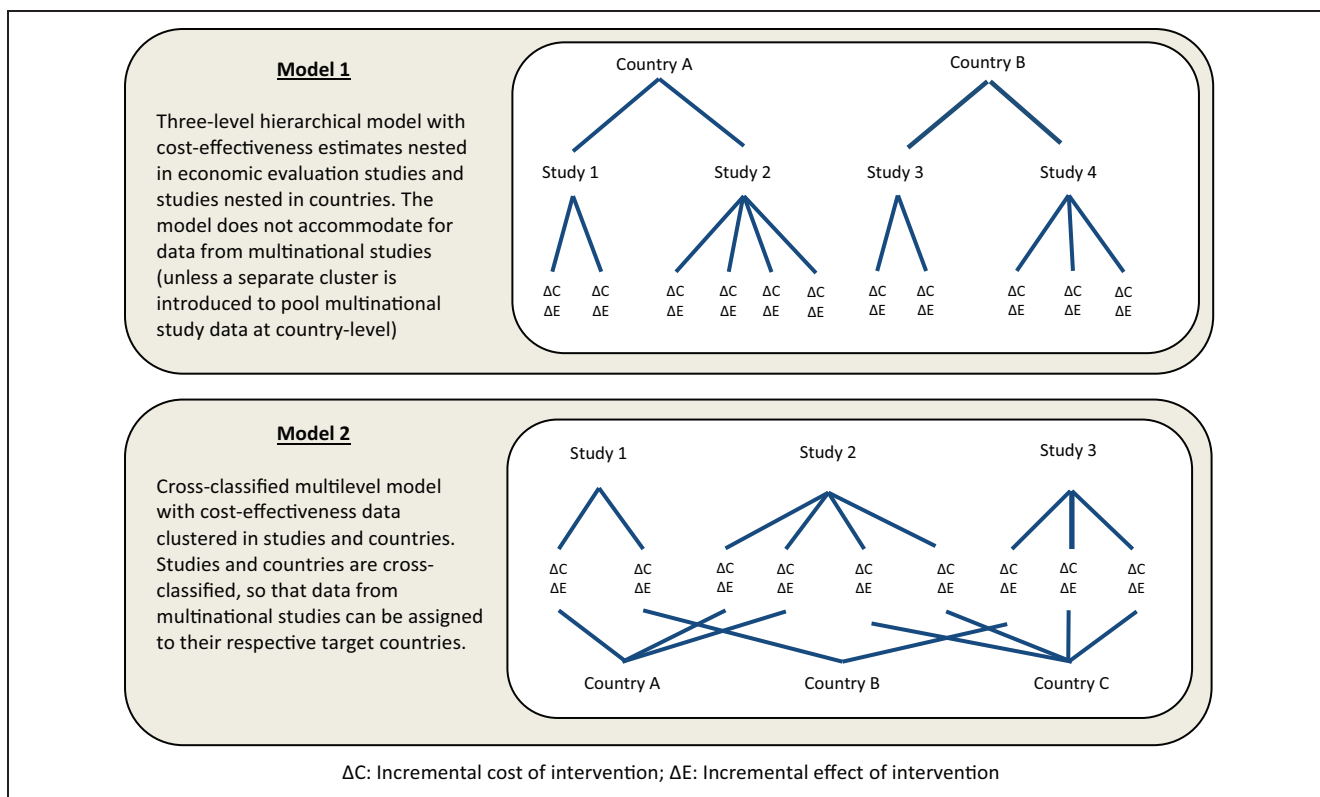 Model 1
Three-level hierarchical model with
cost-effectiveness estimates nested
in economic evaluation studies and
studies nested in countries. The
model does not accommodate for
data from multinational studies
(unless a separate cluster is
introduced to pool multinational
study data at country-level)
Country A Country B
Study 1 Study 2 Study 3 Study 4
ΔC ΔC ΔC ΔC ΔC ΔC ΔC ΔC ΔC ΔC ΔC
ΔE ΔE ΔE ΔE ΔE ΔE ΔE ΔE ΔE ΔE ΔE
Model 2
Cross-classified multilevel model
with cost-effectiveness data
clustered in studies and countries.
Studies and countries are cross-
classified, so that data from
multinational studies can be assigned
to their respective target countries.
Study 1 Study 2 Study 3
ΔC ΔC ΔC ΔC ΔC ΔC ΔC ΔC ΔC
ΔE ΔE ΔE ΔE ΔE ΔE ΔE ΔE ΔE
Country A Country B Country C
ΔC: Incremental cost of intervention; ΔE: Incremental effect of intervention